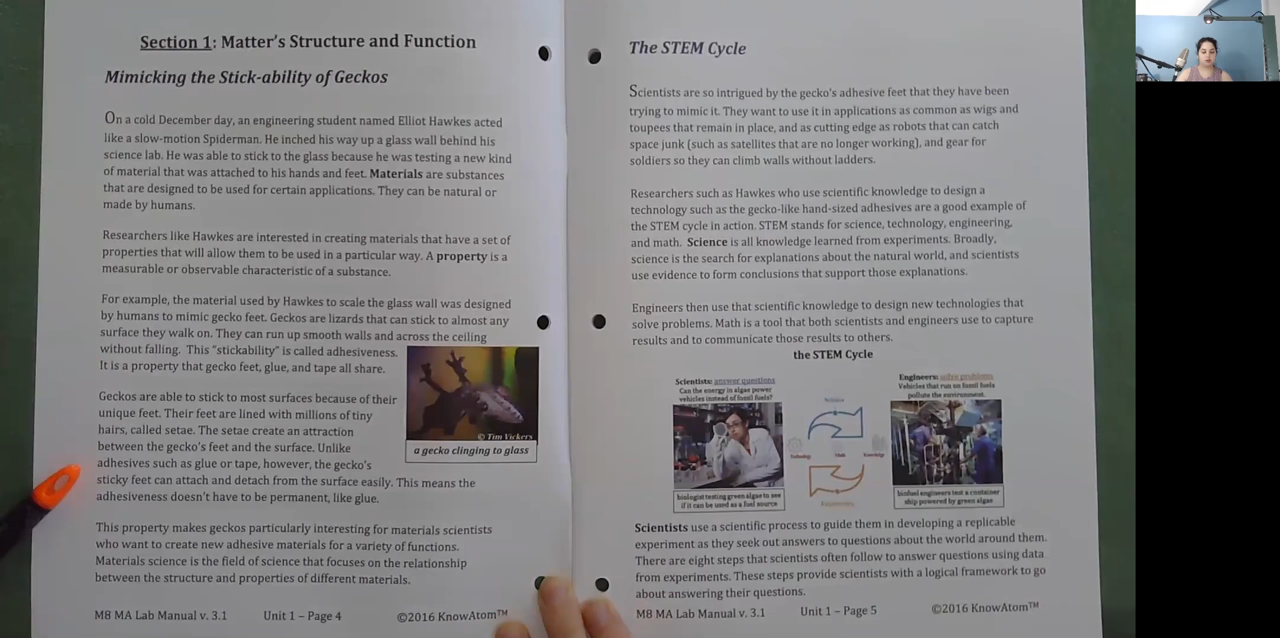 Section 1: Matter's Structure and Function
Mimicking the Stick-ability of Geckos
On a cold December day, an engineering student named Elliot Hawkes acted
like a slow-motion Spiderman. He inched his way up a glass wall behind his
science lab. He was able to stick to the glass because he was testing a new kind
of material that was attached to his hands and feet. Materials are substances
that are designed to be used for certain applications. They can be natural or
made by humans.
Researchers like Hawkes are interested in creating materials that have a set of
properties that will allow them to be used in a particular way. A property is a
measurable or observable characteristic of a substance.
For example, the material used by Hawkes to scale the glass wall was designed
by humans to mimic gecko feet. Geckos are lizards that can stick to almost any
surface they walk on. They can run up smooth walls and across the ceiling
without falling. This "stickability" is called adhesiveness.
It is a property that gecko feet, glue, and tape all share.
Geckos are able to stick to most surfaces because of their
unique feet. Their feet are lined with millions of tiny
hairs, called setae. The setae create an attraction
between the gecko's feet and the surface. Unlike
adhesives such as glue or tape, however, the gecko's
sticky feet can attach and detach from the surface easily. This means the
adhesiveness doesn't have to be permanent, like glue.
© Tim Vickers
a gecko clinging to glass
This property makes geckos particularly interesting for materials scientists
who want to create new adhesive materials for a variety of functions.
Materials science is the field of science that focuses on the relationship
between the structure and properties of different materials.
M8 MA Lab Manual v. 3.1 Unit 1 - Page 4 ©2016 KnowAtom™
The STEM Cycle
Scientists are so intrigued by the gecko's adhesive feet that they have been
trying to mimic it. They want to use it in applications as common as wigs and
toupees that remain in place, and as cutting edge as robots that can catch
space junk (such as satellites that are no longer working), and gear for
soldiers so they can climb walls without ladders.
Researchers such as Hawkes who use scientific knowledge to design a
technology such as the gecko-like hand-sized adhesives are a good example of
the STEM cycle in action. STEM stands for science, technology, engineering,
and math. Science is all knowledge learned from experiments. Broadly,
science is the search for explanations about the natural world, and scientists
use evidence to form conclusions that support those explanations.
Engineers then use that scientific knowledge to design new technologies that
solve problems. Math is a tool that both scientists and engineers use to capture
results and to communicate those results to others.
the STEM Cycle
Scientists: answer questions
Can the energy in algae power
vehicles instead of fossil fuels?
biologist testing green algae to see
if it can be used as a fuel source
Science
Technology Math Knowledge
Engineering
Engineers: solve problems
Vehicles that run on fossil fuels
pollute the environment.
biofuel engineers test a container
ship powered by green algae
Scientists use a scientific process to guide them in developing a replicable
experiment as they seek out answers to questions about the world around them.
There are eight steps that scientists often follow to answer questions using data
from experiments. These steps provide scientists with a logical framework to go
about answering their questions.
M8 MA Lab Manual v. 3.1 Unit 1 - Page 5 ©2016 KnowAtom™